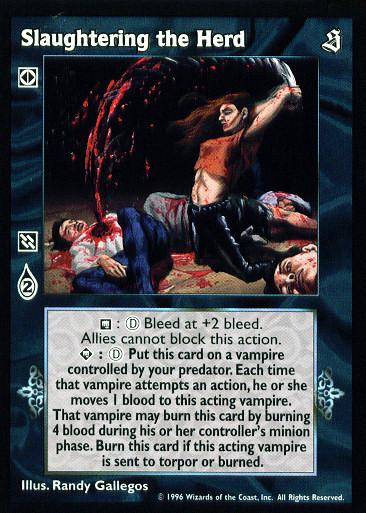 Slaughtering the Herd
2
: D Bleed at +2 bleed.
Allies cannot block this action.
: D Put this card on a vampire
controlled by your predator. Each time
that vampire attempts an action, he or she
moves 1 blood to this acting vampire.
That vampire may burn this card by burning
4 blood during his or her controller's minion
phase. Burn this card if this acting vampire
is sent to torpor or burned.
Illus. Randy Gallegos
© 1996 Wizards of the Coast, Inc. All Rights Reserved.